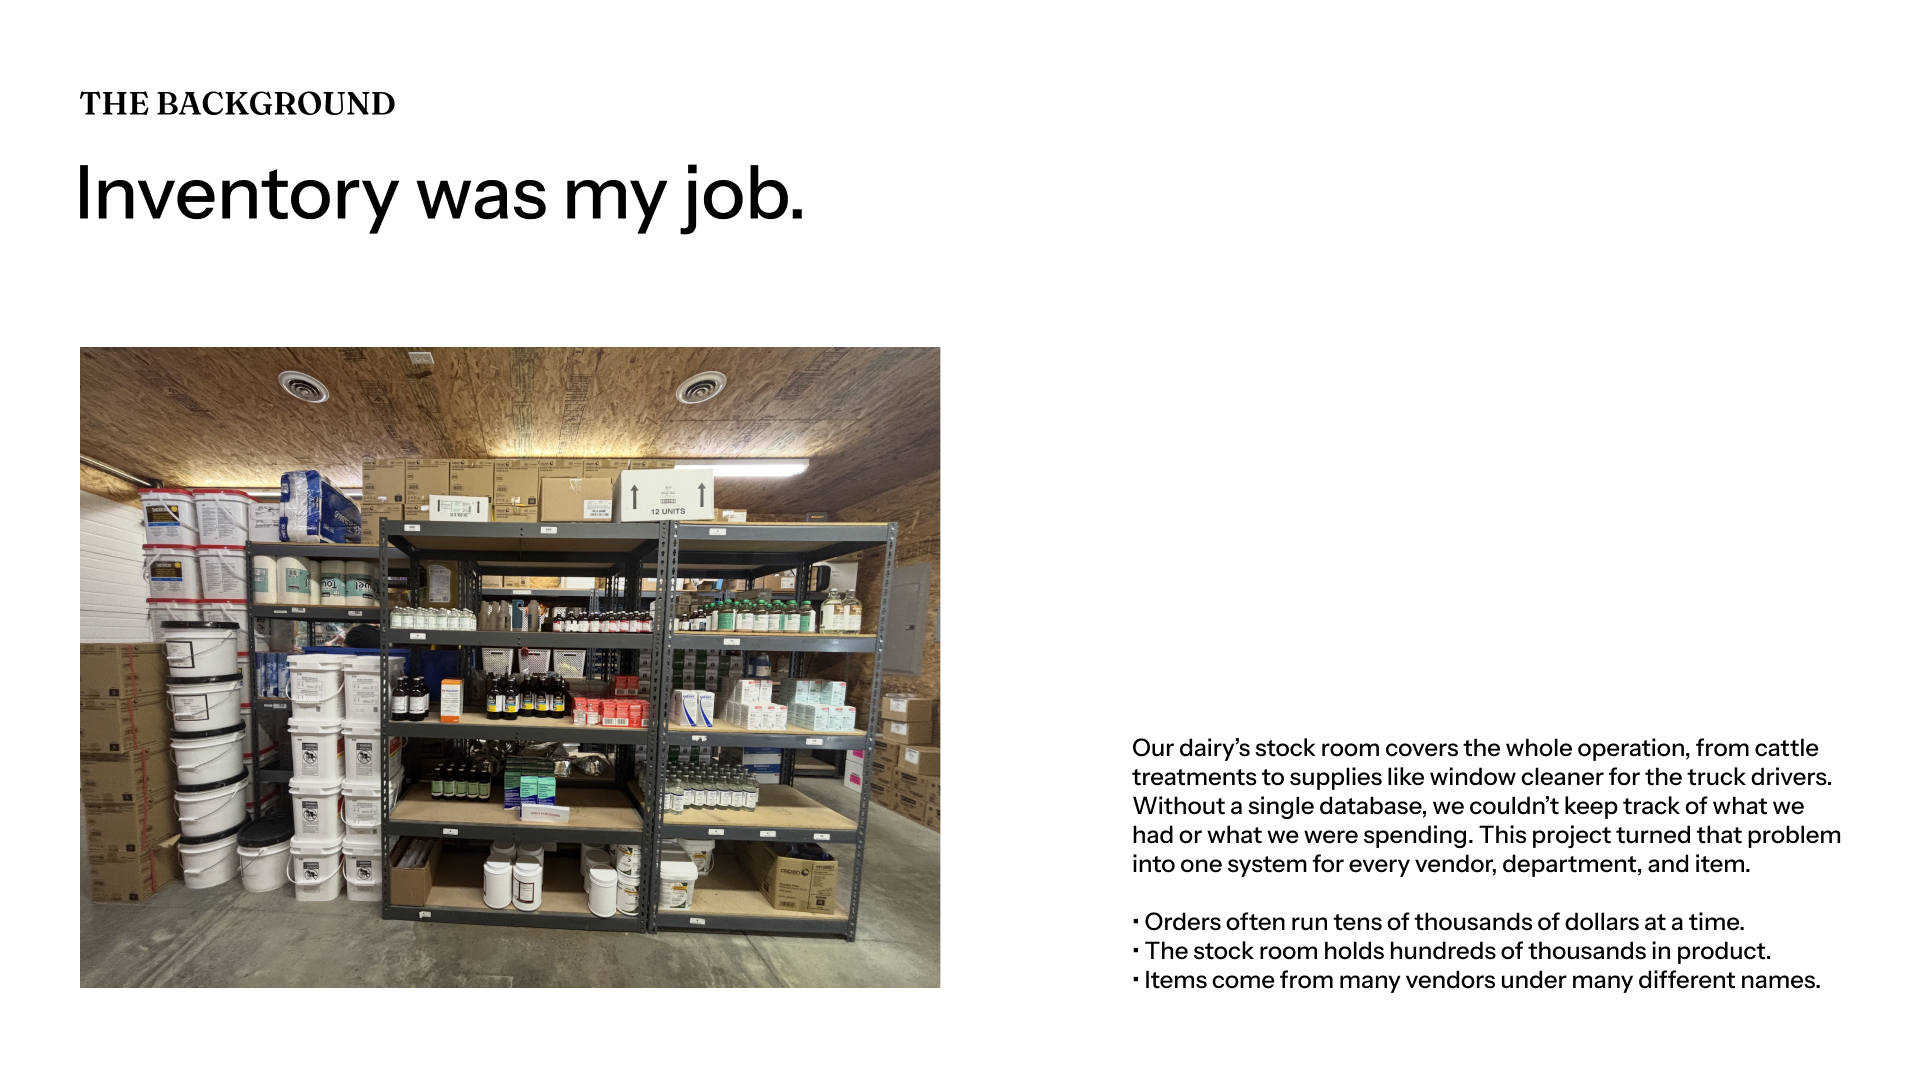 THE BACKGROUND
Inventory was my job.
12 UNITS
Our dairy’s stock room covers the whole operation, from cattle
treatments to supplies like window cleaner for the truck drivers.
Without a single database, we couldn’t keep track of what we
had or what we were spending. This project turned that problem
into one system for every vendor, department, and item.
· Orders often run tens of thousands of dollars at a time.
· The stock room holds hundreds of thousands in product.
· Items come from many vendors under many different names.